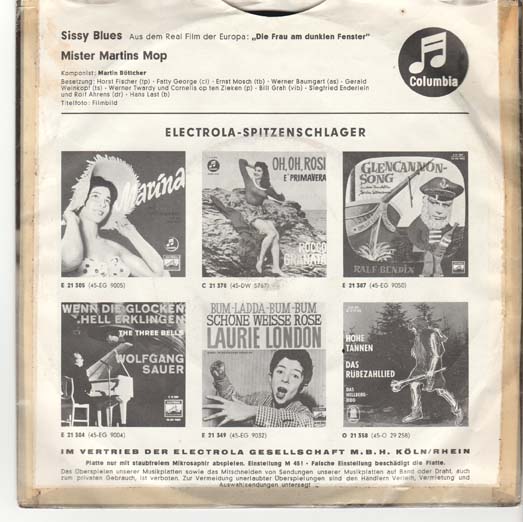 Sissy Blues Aus dem Real Film der Europa: „Die Frau am dunklen Fenster"
Mister Martins Mop
Komponist: Martin Böttcher
Besetzung: Horst Fischer (tp) · Fatty George (cl) · Ernst Mosch (tb) · Werner Baumgart (as) · Gerald
Weinkopf (ts) · Werner Twardy und Cornelis op ten Zieken (p) · Bill Grah (vib) · Siegfried Enderlein
und Rolf Ahrens (dr) · Hans Last (b)
Titelfoto: Filmbild
Columbia
ELECTROLA-SPITZENSCHLAGER
Marina
E 21 305 (45-EG 9005)
OH, OH, ROSI
E' PRIMAVERA
ROCCO
GRANATA
C 21 370 (45-DW 5767)
GLENCANNON-
SONG
RALF BENDIX
E 21 387 (45-EG 9050)
WENN DIE GLOCKEN
HELL ERKLINGEN
THE THREE BELLS
WOLFGANG
SAUER
E 21 304 (45-EG 9004)
BUM-LADDA-BUM-BUM
SCHÖNE WEISSE ROSE
LAURIE LONDON
E 21 349 (45-EG 9032)
HOHE
TANNEN
DAS
RÜBEZAHLLIED
DAS
HELLBERG-
DUO
O 21 358 (45-O 29 258)
IM VERTRIEB DER ELECTROLA GESELLSCHAFT M.B.H. KÖLN/RHEIN
Platte nur mit staubfreiem Mikrosaphir abspielen. Einstellung M 45! · Falsche Einstellung beschädigt die Platte.
Das Überspielen unserer Musikplatten sowie das Mitschneiden von Sendungen unserer Musikplatten auf Band oder Draht, auch
zum privaten Gebrauch, ist verboten. Zur Vermeidung unerlaubter Überspielungen sind den Händlern Verleih, Vermietung und
Auswahlsendungen untersagt